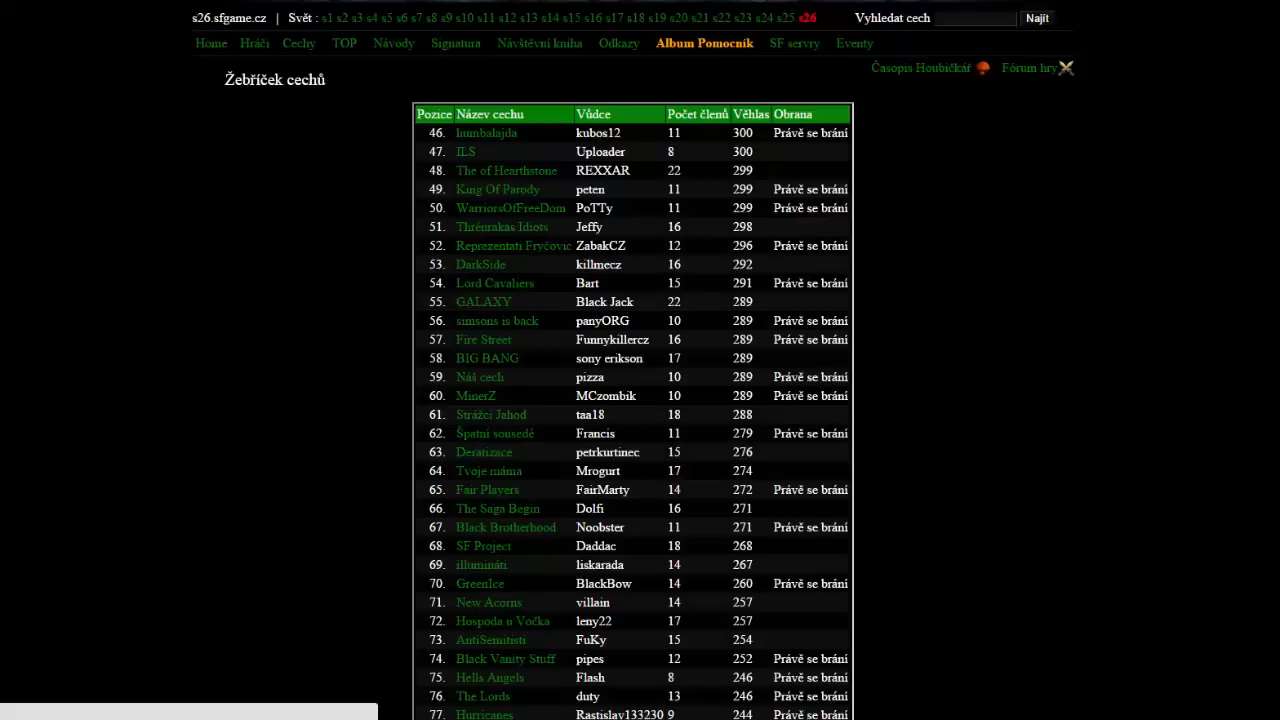 s26.sfgame.cz | Svět : s1 s2 s3 s4 s5 s6 s7 s8 s9 s10 s11 s12 s13 s14 s15 s16 s17 s18 s19 s20 s21 s22 s23 s24 s25 s26 Vyhledat cech Najít
Home Hráči Cechy TOP Návody Signatura Návštěvní kniha Odkazy Album Pomocník SF servry Eventy
Časopis Houbičkář Fórum hry
Žebříček cechů
Pozice Název cechu Vůdce Počet členů Věhlas Obrana
46. humbalajda kubos12 11 300 Právě se brání
47. ILS Uploader 8 300
48. The of Hearthstone REXXAR 22 299
49. King Of Parody peten 11 299 Právě se brání
50. WarriorsOfFreeDom PoTTy 11 299 Právě se brání
51. Thrénrakas Idiots Jeffy 16 298
52. Reprezentati Fryčovic ZabakCZ 12 296 Právě se brání
53. DarkSide killmecz 16 292
54. Lord Cavaliers Bart 15 291 Právě se brání
55. GALAXY Black Jack 22 289
56. simsons is back panyORG 10 289 Právě se brání
57. Fire Street Funnykillercz 16 289 Právě se brání
58. BIG BANG sony erikson 17 289
59. Náš cech pizza 10 289 Právě se brání
60. MinerZ MCzombik 10 289 Právě se brání
61. Strážci Jahod taa18 18 288
62. Špatní sousedé Francis 11 279 Právě se brání
63. Deratizace petrkurtinec 15 276
64. Tvoje máma Mrogurt 17 274
65. Fair Players FairMarty 14 272 Právě se brání
66. The Saga Begin Dolfi 16 271
67. Black Brotherhood Noobster 11 271 Právě se brání
68. SF Project Daddac 18 268
69. illumináti liskarada 14 267
70. GreenIce BlackBow 14 260 Právě se brání
71. New Acorns villain 14 257
72. Hospoda u Vočka leny22 17 257
73. AntiSemitisti FuKy 15 254
74. Black Vanity Stuff pipes 12 252 Právě se brání
75. Hells Angels Flash 8 246 Právě se brání
76. The Lords duty 13 246 Právě se brání
77. Hurricanes Rastislav133230 9 244 Právě se brání